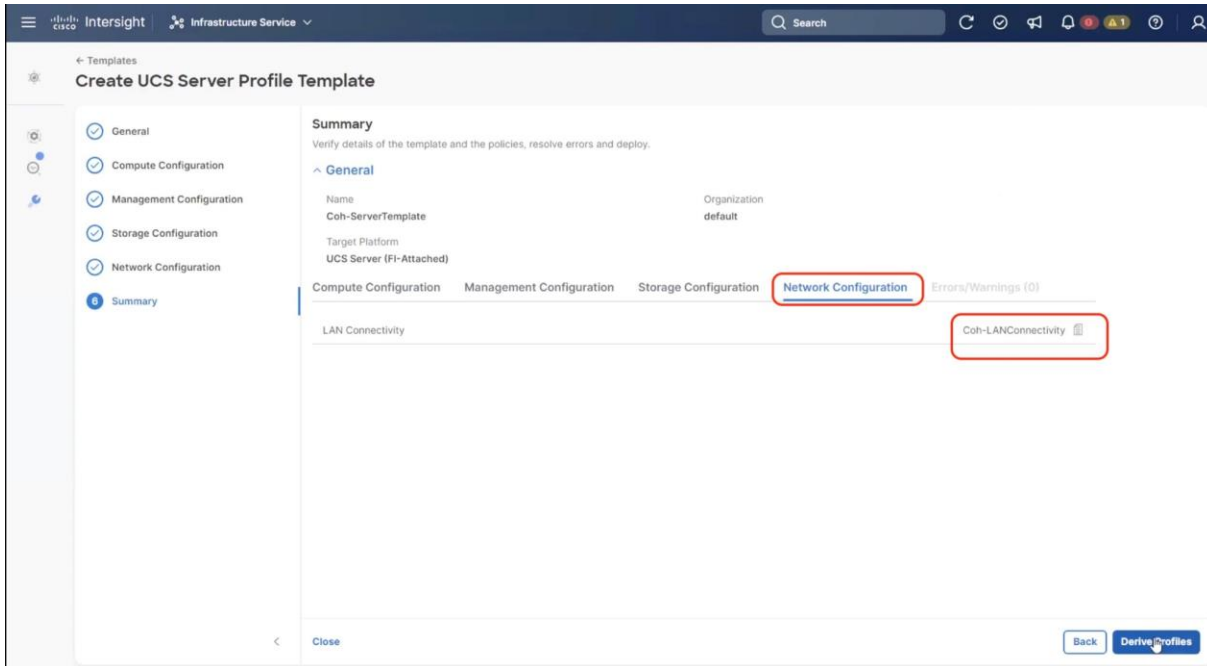 cisco Intersight Infrastructure Service Search 0 1
← Templates
Create UCS Server Profile Template
General
Compute Configuration
Management Configuration
Storage Configuration
Network Configuration
6 Summary
Summary
Verify details of the template and the policies, resolve errors and deploy.
General
Name Organization
Coh-ServerTemplate default
Target Platform
UCS Server (FI-Attached)
Compute Configuration Management Configuration Storage Configuration Network Configuration Errors/Warnings (0)
LAN Connectivity Coh-LANConnectivity
Close Back Derive Profiles